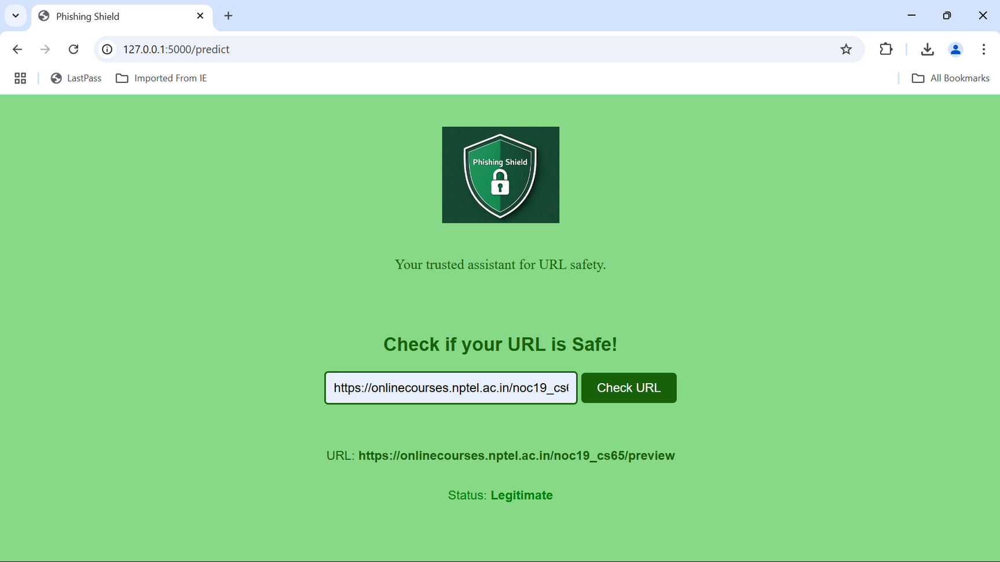 Phishing Shield
127.0.0.1:5000/predict
LastPass Imported From IE All Bookmarks
Phishing Shield
Your trusted assistant for URL safety.
Check if your URL is Safe!
https://onlinecourses.nptel.ac.in/noc19_cs6 Check URL
URL: https://onlinecourses.nptel.ac.in/noc19_cs65/preview
Status: Legitimate